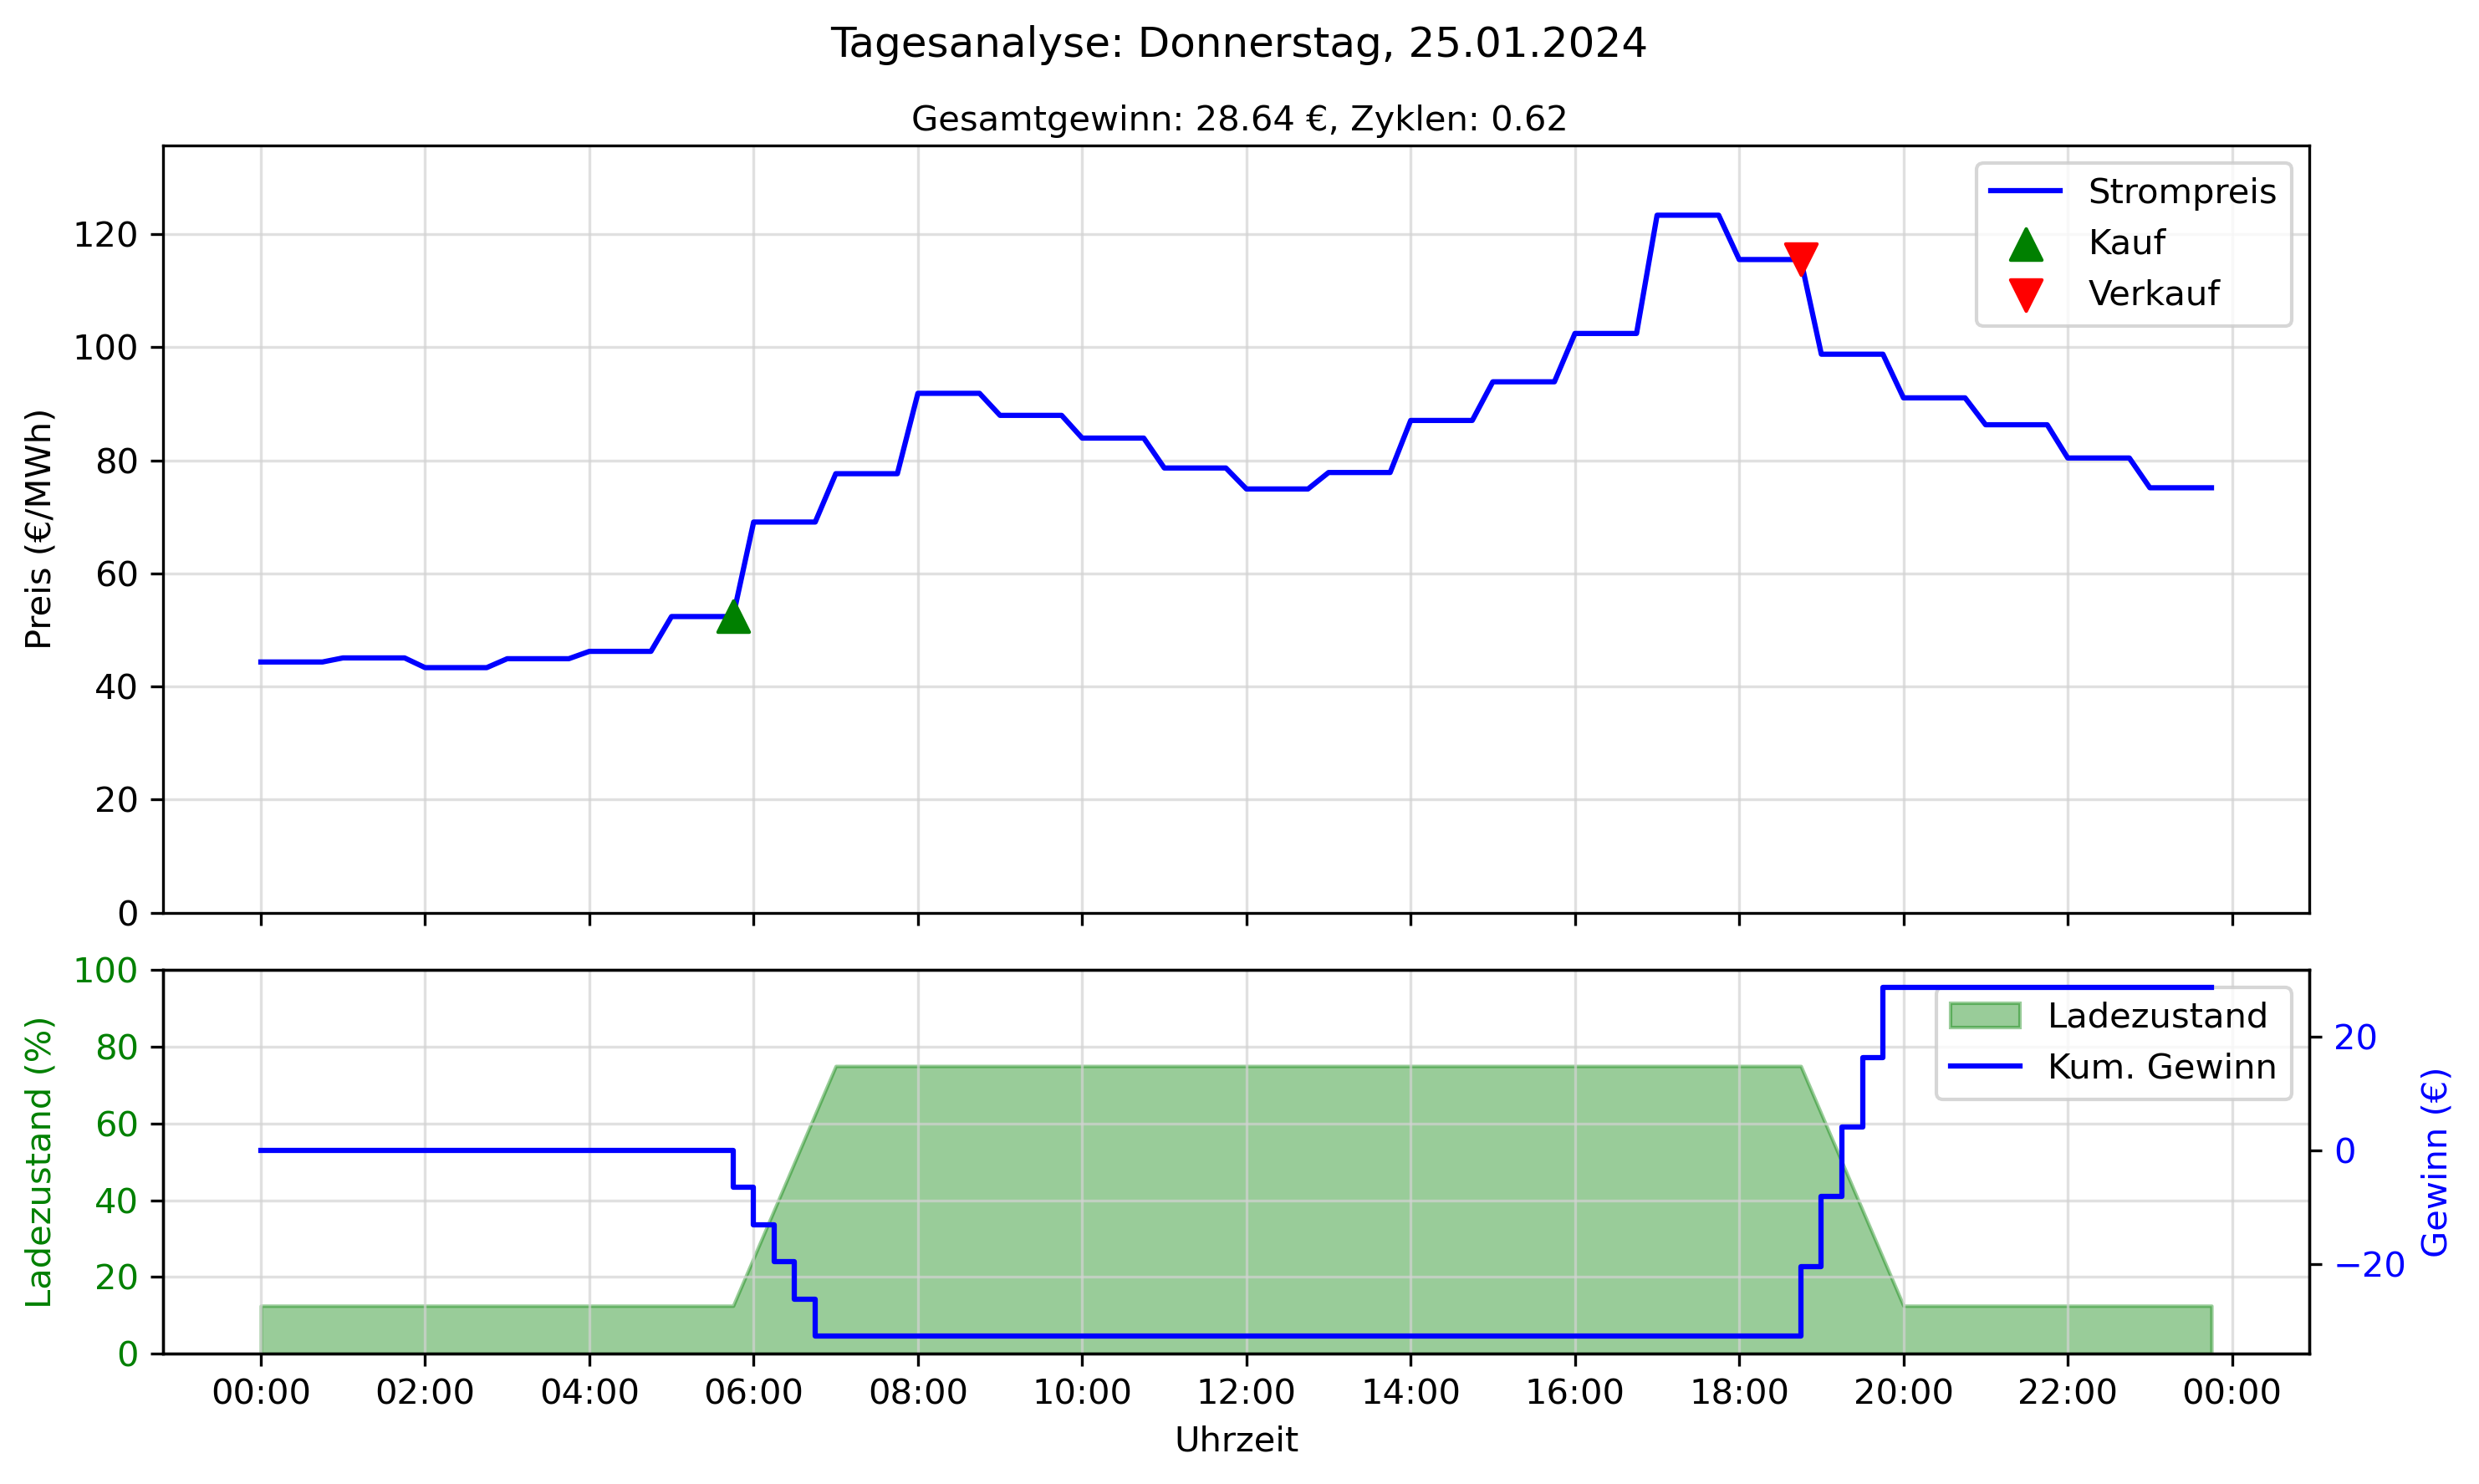 Tagesanalyse: Donnerstag, 25.01.2024
Gesamtgewinn: 28.64 €, Zyklen: 0.62
Preis (€/MWh)
120
100
80
60
40
20
0
Strompreis
Kauf
Verkauf
Ladezustand (%)
100
80
60
40
20
0
Ladezustand
Kum. Gewinn
20
0
−20
Gewinn (€)
00:00 02:00 04:00 06:00 08:00 10:00 12:00 14:00 16:00 18:00 20:00 22:00 00:00
Uhrzeit